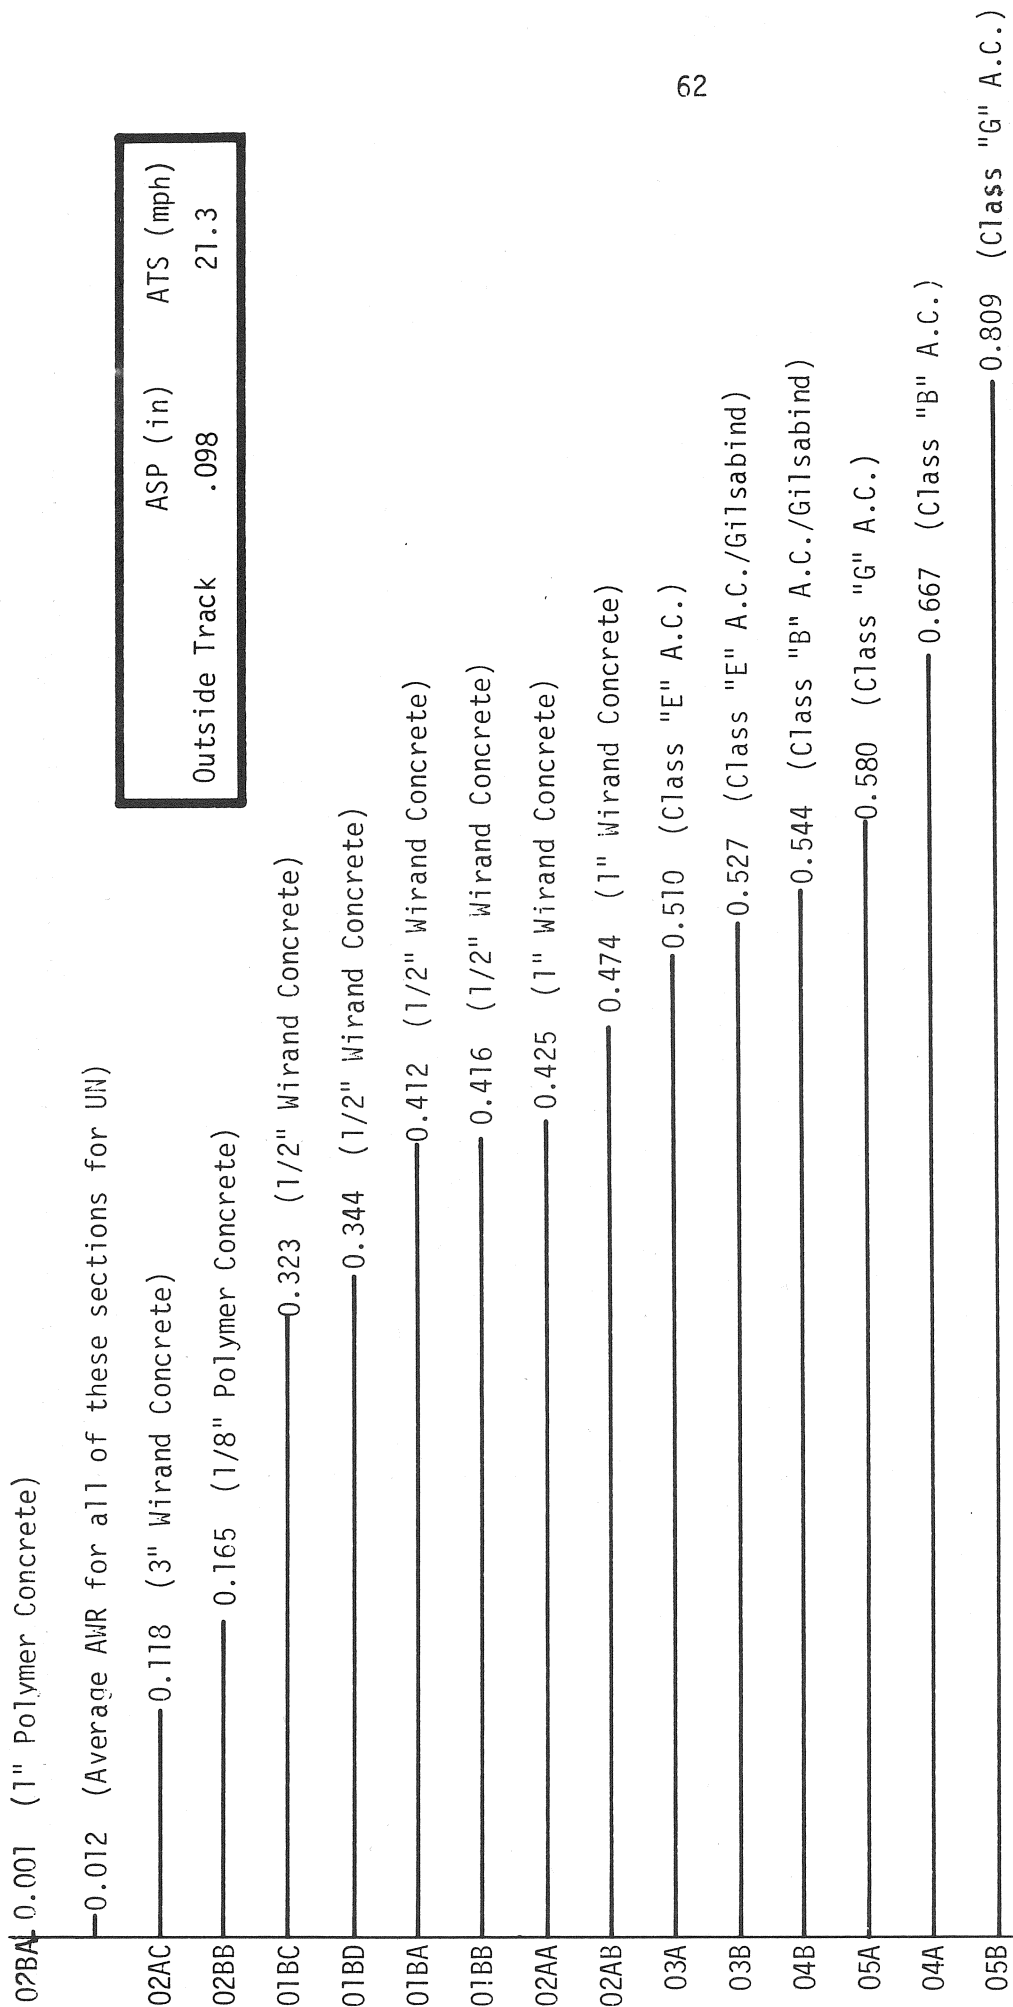 62
ASP (in) ATS (mph)
Outside Track .098 21.3
02BA 0.001 (1" Polymer Concrete)
0.012 (Average AWR for all of these sections for UN)
02AC 0.118 (3" Wirand Concrete)
02BB 0.165 (1/8" Polymer Concrete)
01BC 0.323 (1/2" Wirand Concrete)
01BD 0.344 (1/2" Wirand Concrete)
01BA 0.412 (1/2" Wirand Concrete)
01BB 0.416 (1/2" Wirand Concrete)
02AA 0.425 (1" Wirand Concrete)
02AB 0.474 (1" Wirand Concrete)
03A 0.510 (Class "E" A.C.)
03B 0.527 (Class "E" A.C./Gilsabind)
04B 0.544 (Class "B" A.C./Gilsabind)
05A 0.580 (Class "G" A.C.)
04A 0.667 (Class "B" A.C.)
05B 0.809 (Class "G" A.C.)